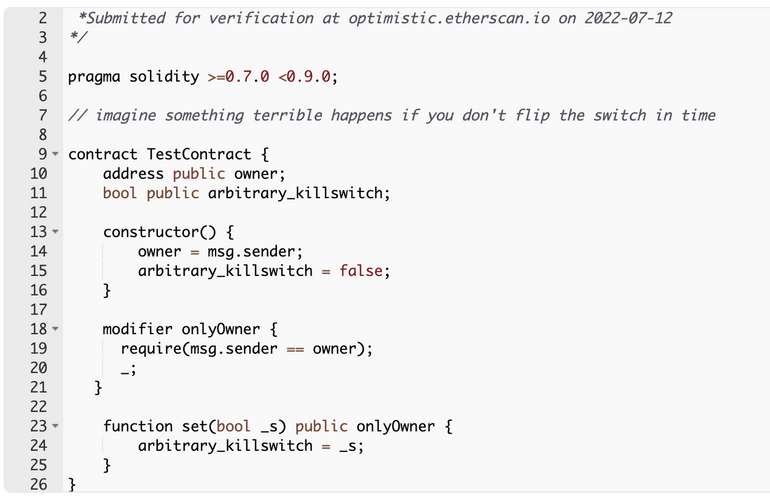 2 *Submitted for verification at optimistic.etherscan.io on 2022-07-12
3 */
4
5 pragma solidity >=0.7.0 <0.9.0;
6
7 // imagine something terrible happens if you don't flip the switch in time
8
9 contract TestContract {
10 address public owner;
11 bool public arbitrary_killswitch;
12
13 constructor() {
14 owner = msg.sender;
15 arbitrary_killswitch = false;
16 }
17
18 modifier onlyOwner {
19 require(msg.sender == owner);
20 _;
21 }
22
23 function set(bool _s) public onlyOwner {
24 arbitrary_killswitch = _s;
25 }
26 }